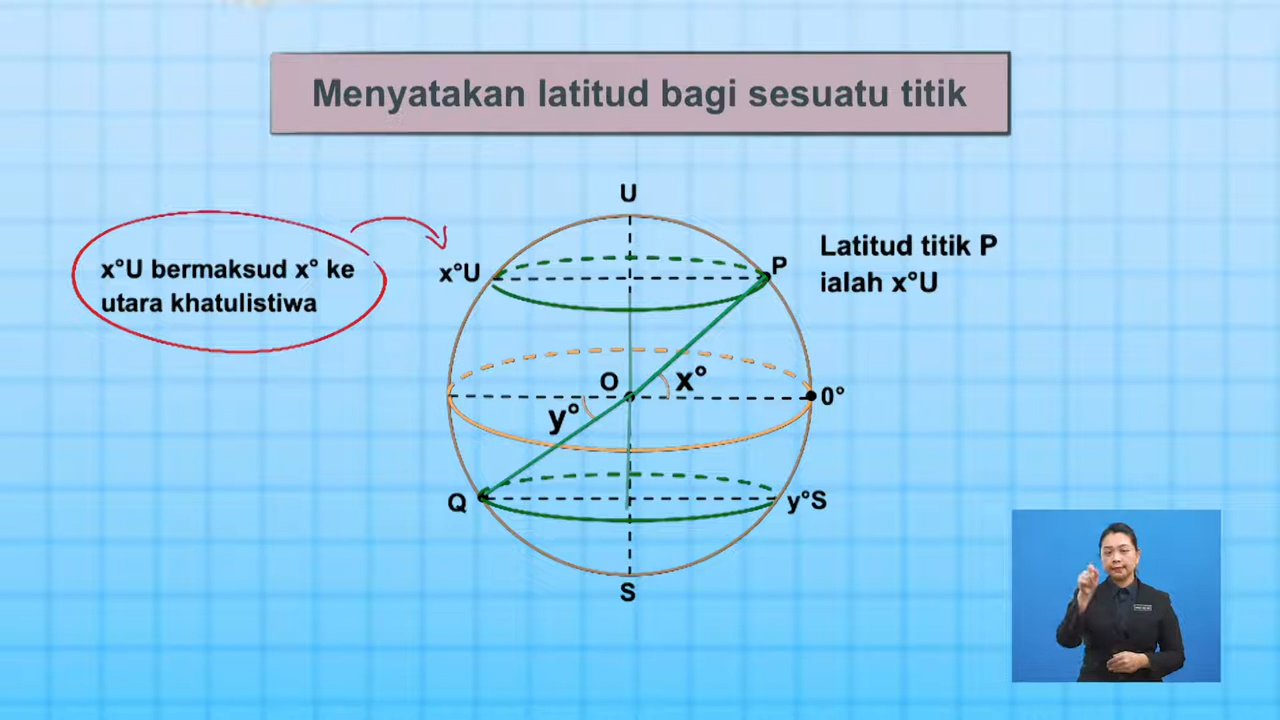 Menyatakan latitud bagi sesuatu titik
U
x°U bermaksud x° ke
utara khatulistiwa
x°U
P
Latitud titik P
ialah x°U
O
x°
0°
y°
Q
y°S
S